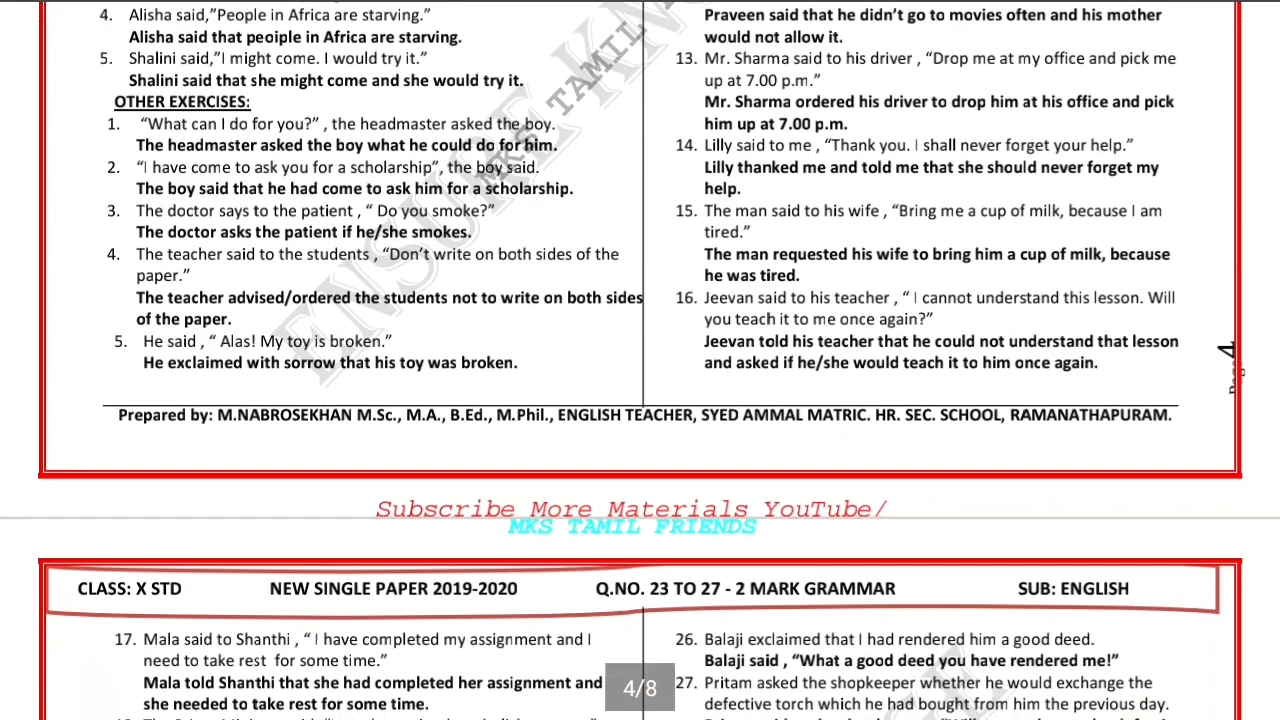 4. Alisha said,”People in Africa are starving.”
Alisha said that peiople in Africa are starving.
5. Shalini said,”I might come. I would try it.”
Shalini said that she might come and she would try it.
OTHER EXERCISES:
1. “What can I do for you?” , the headmaster asked the boy.
The headmaster asked the boy what he could do for him.
2. “I have come to ask you for a scholarship”, the boy said.
The boy said that he had come to ask him for a scholarship.
3. The doctor says to the patient , “ Do you smoke?”
The doctor asks the patient if he/she smokes.
4. The teacher said to the students , “Don’t write on both sides of the
paper.”
The teacher advised/ordered the students not to write on both sides
of the paper.
5. He said , “ Alas! My toy is broken.”
He exclaimed with sorrow that his toy was broken.
Praveen said that he didn’t go to movies often and his mother
would not allow it.
13. Mr. Sharma said to his driver , “Drop me at my office and pick me
up at 7.00 p.m.”
Mr. Sharma ordered his driver to drop him at his office and pick
him up at 7.00 p.m.
14. Lilly said to me , “Thank you. I shall never forget your help.”
Lilly thanked me and told me that she should never forget my
help.
15. The man said to his wife , “Bring me a cup of milk, because I am
tired.”
The man requested his wife to bring him a cup of milk, because
he was tired.
16. Jeevan said to his teacher , “ I cannot understand this lesson. Will
you teach it to me once again?”
Jeevan told his teacher that he could not understand that lesson
and asked if he/she would teach it to him once again.
4
ENSURE
MKS TAMIL
Prepared by: M.NABROSEKHAN M.Sc., M.A., B.Ed., M.Phil., ENGLISH TEACHER, SYED AMMAL MATRIC. HR. SEC. SCHOOL, RAMANATHAPURAM.
Subscribe More Materials YouTube/
MKS TAMIL FRIENDS
CLASS: X STD NEW SINGLE PAPER 2019-2020 Q.NO. 23 TO 27 - 2 MARK GRAMMAR SUB: ENGLISH
17. Mala said to Shanthi , “ I have completed my assignment and I
need to take rest for some time.”
Mala told Shanthi that she had completed her assignment and
she needed to take rest for some time.
26. Balaji exclaimed that I had rendered him a good deed.
Balaji said , “What a good deed you have rendered me!”
27. Pritam asked the shopkeeper whether he would exchange the
defective torch which he had bought from him the previous day.
4/8